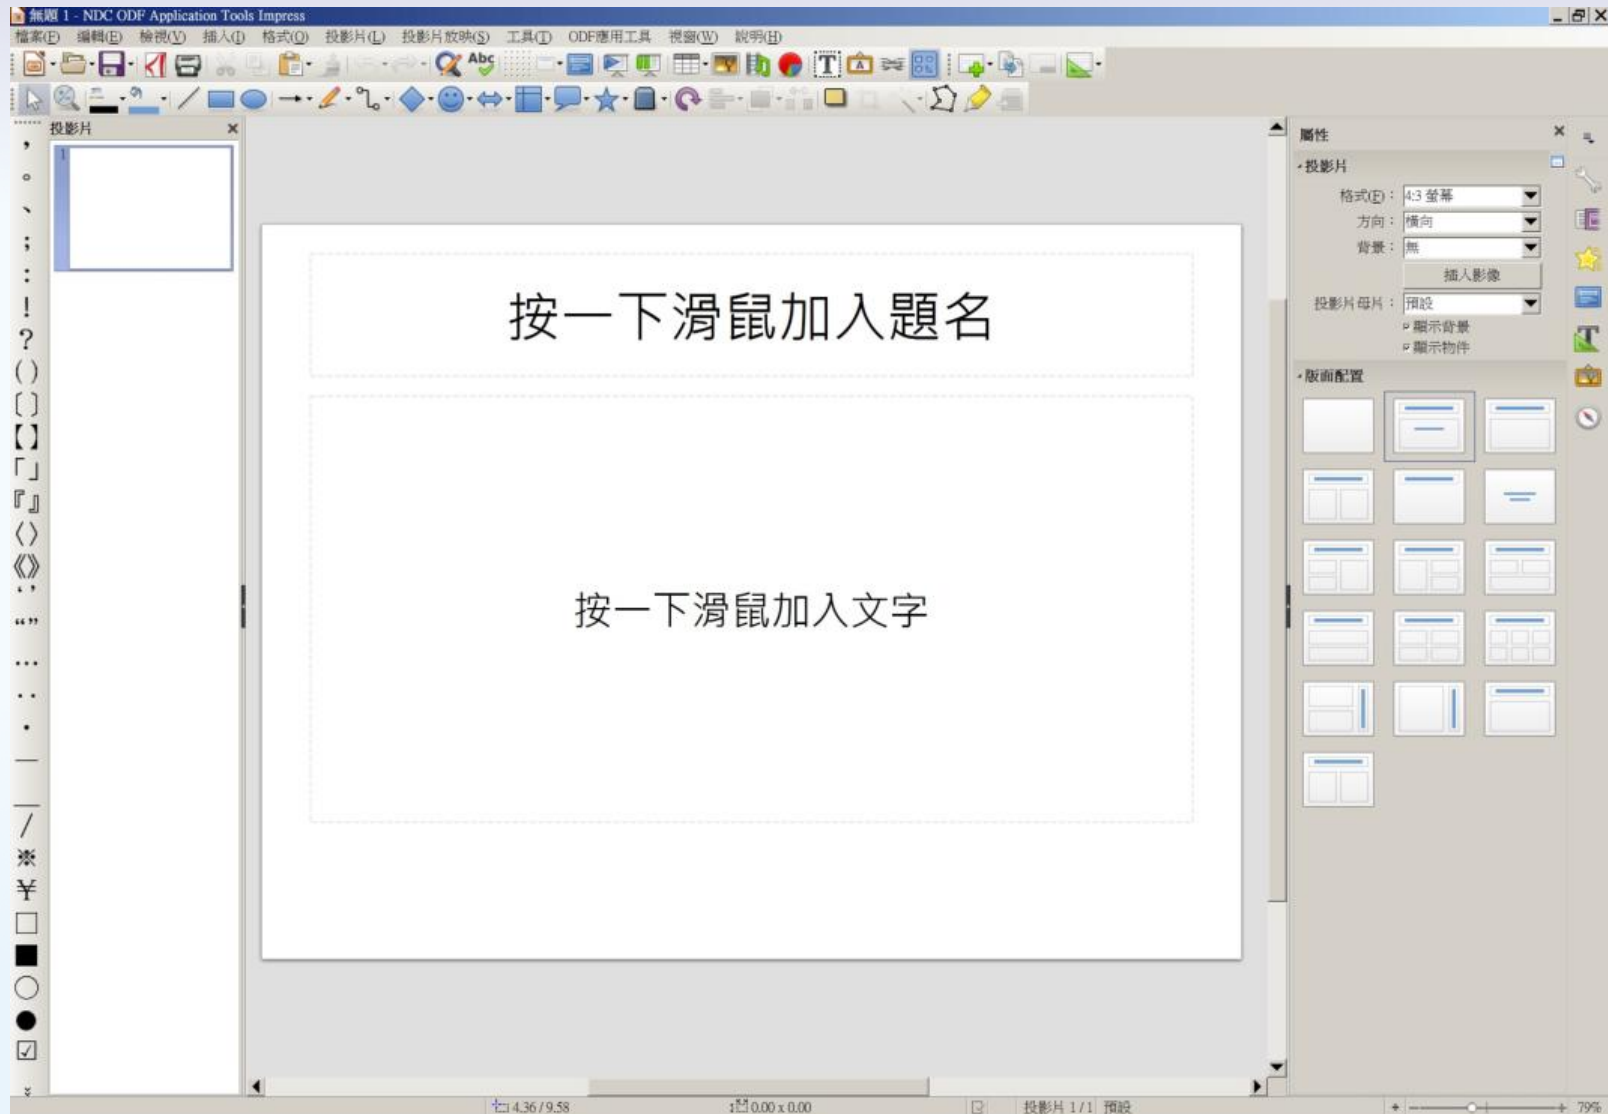 無題 1 - NDC ODF Application Tools Impress
檔案(F) 編輯(E) 檢視(V) 插入(I) 格式(O) 投影片(L) 投影片放映(S) 工具(T) ODF應用工具 視窗(W) 說明(H)
投影片
1
，
。
、
；
：
！
？
（）
〔〕
【】
「」
『』
〈〉
《》
‘ ’
“ ”
…
‥
‧
—
＿
／
※
￥
□
■
○
●
☑
按一下滑鼠加入題名
按一下滑鼠加入文字
屬性
投影片
格式(F)： 4:3 螢幕
方向： 橫向
背景： 無
插入影像
投影片母片： 預設
顯示背景
顯示物件
版面配置
4.36 / 9.58 0.00 x 0.00 投影片 1 / 1 預設 79%